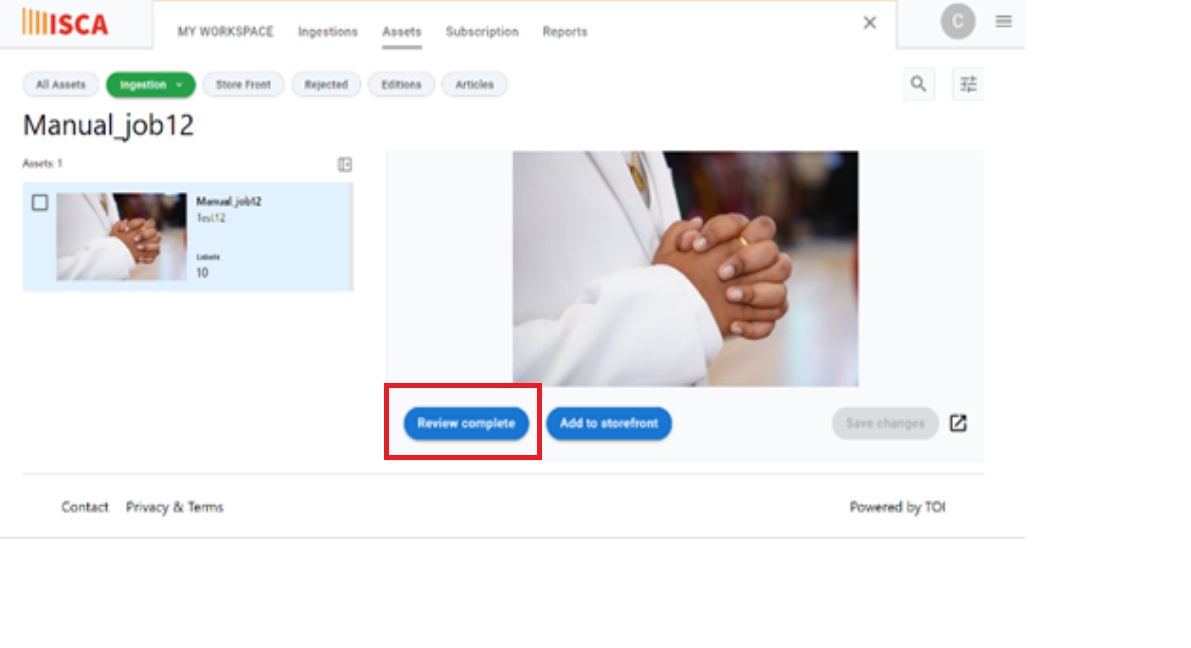 ISCA
MY WORKSPACE Ingestions Assets Subscription Reports
C
All Assets Ingestion Store Front Rejected Editions Articles
Manual_job12
Assets: 1
Manual_job12
Test12
Labels
10
Review complete Add to storefront Save changes
Contact Privacy & Terms Powered by TOI